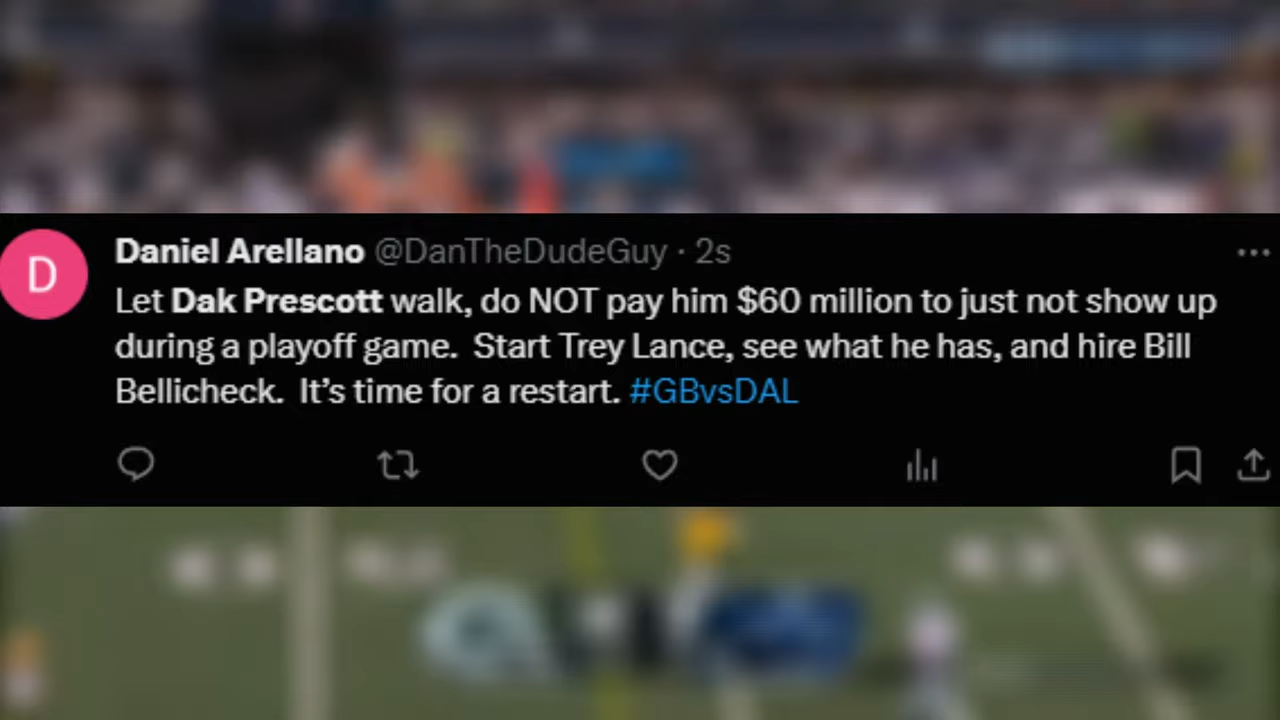 D
Daniel Arellano @DanTheDudeGuy · 2s
Let Dak Prescott walk, do NOT pay him $60 million to just not show up
during a playoff game.  Start Trey Lance, see what he has, and hire Bill
Bellicheck.  It’s time for a restart. #GBvsDAL